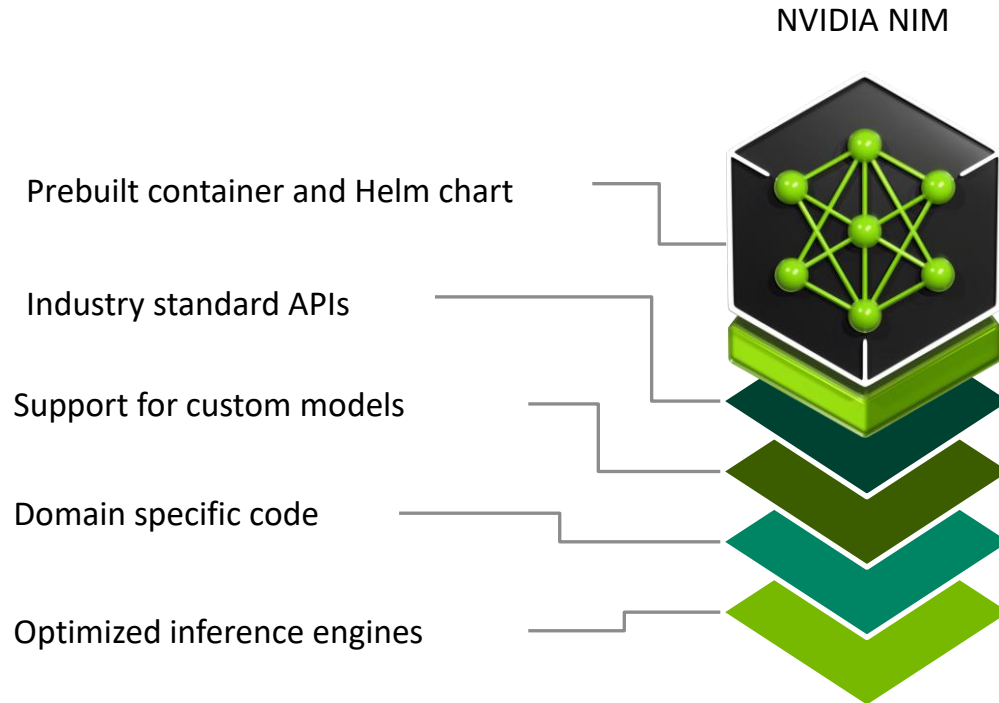 NVIDIA NIM
Prebuilt container and Helm chart
Industry standard APIs
Support for custom models
Domain specific code
Optimized inference engines